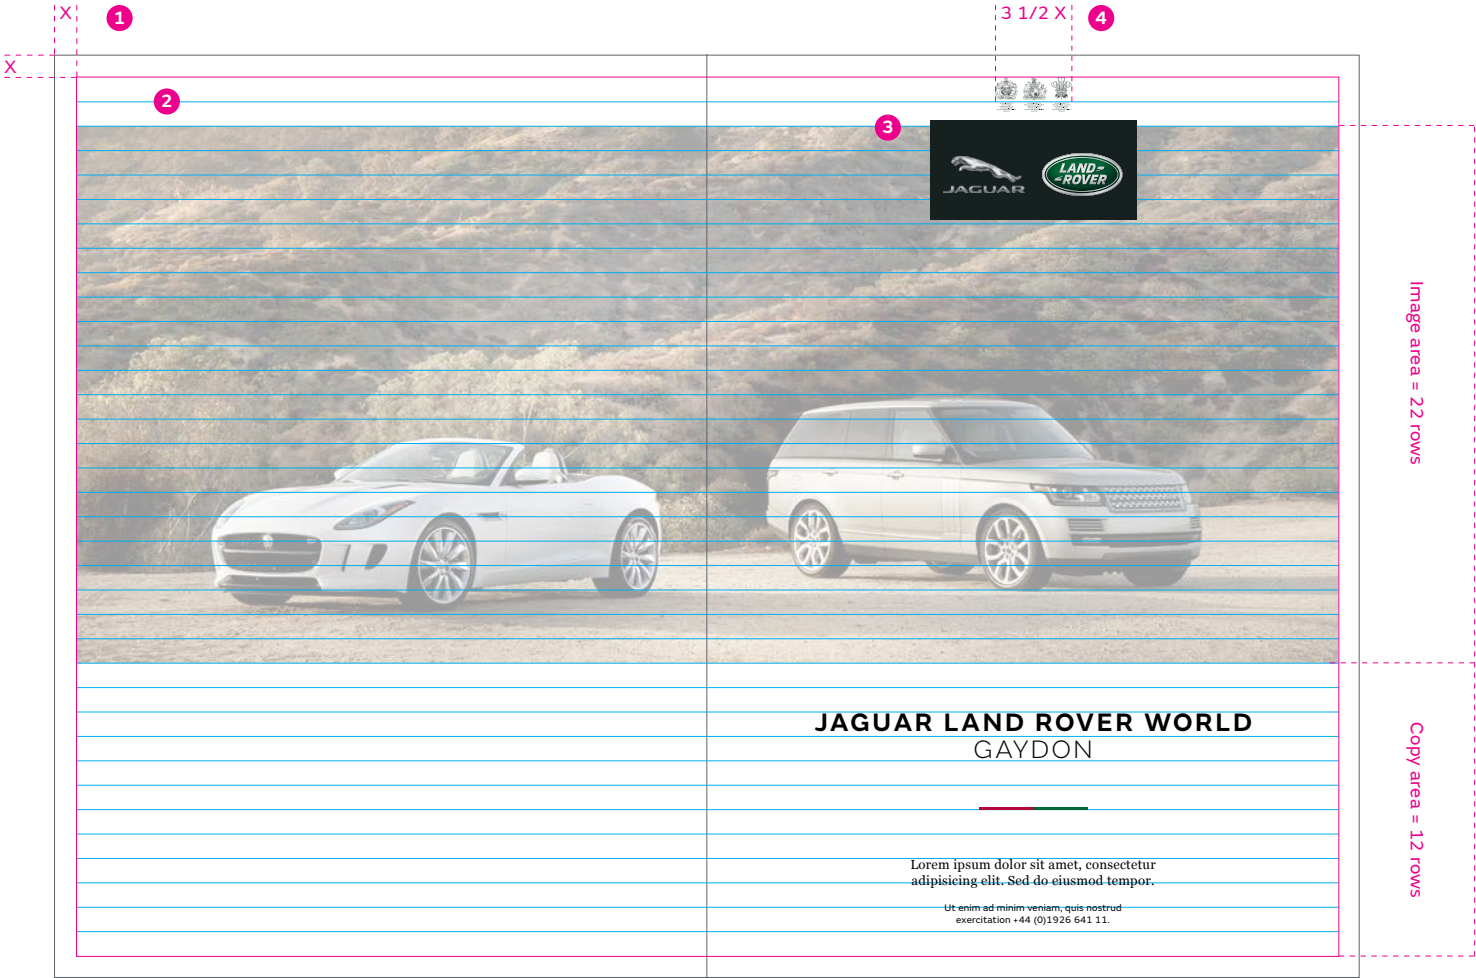 X
1
3 1/2 X
4
X
2
3
JAGUAR
LAND-
-ROVER
Image area = 22 rows
JAGUAR LAND ROVER WORLD
GAYDON
Copy area = 12 rows
Lorem ipsum dolor sit amet, consectetur
adipisicing elit. Sed do eiusmod tempor.
Ut enim ad minim veniam, quis nostrud
exercitation +44 (0)1926 641 11.